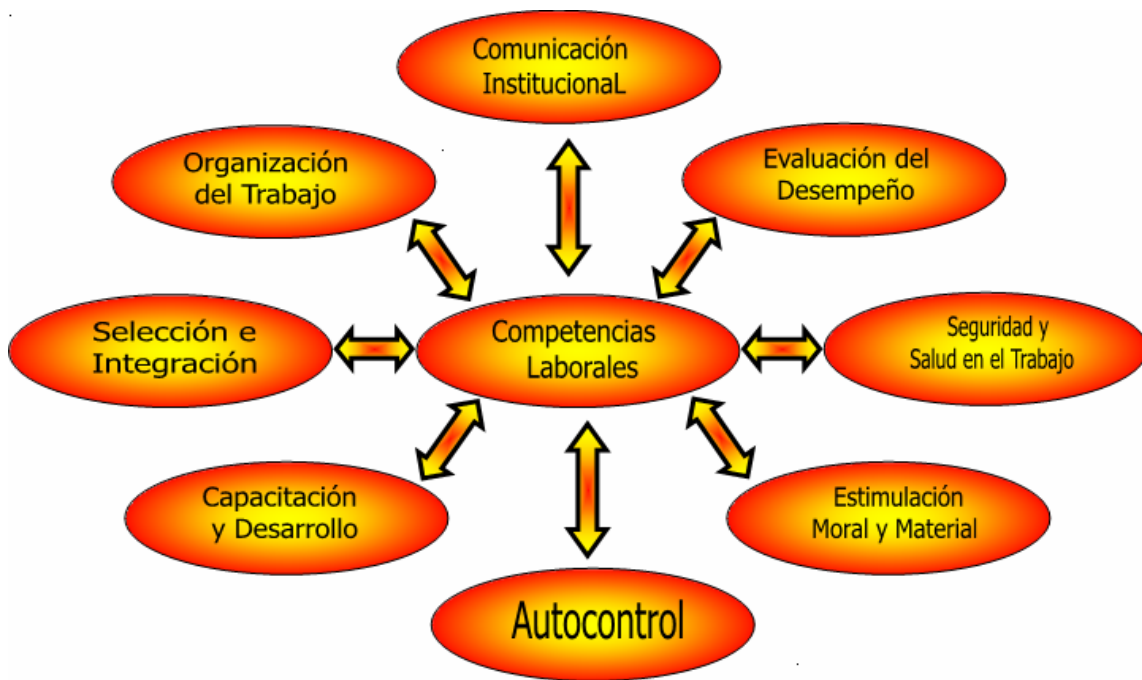 Comunicación
InstitucionaL
Organización
del Trabajo
Evaluación del
Desempeño
Selección e
Integración
Competencias
Laborales
Seguridad y
Salud en el Trabajo
Capacitación
y Desarrollo
Estimulación
Moral y Material
Autocontrol